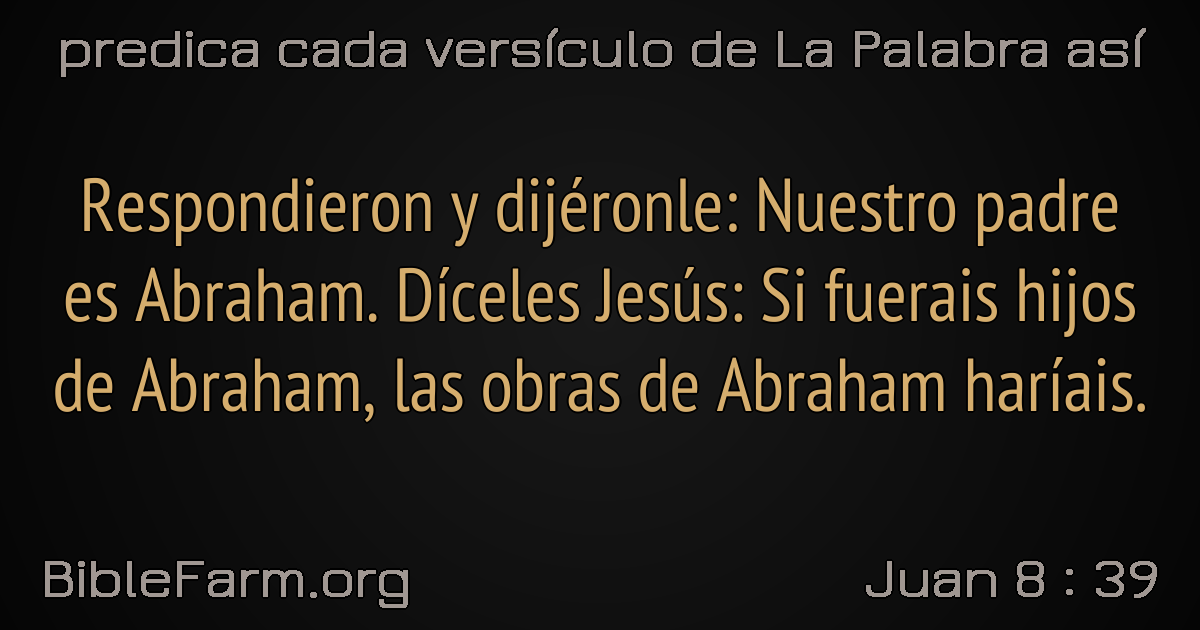 predica cada versículo de La Palabra así
Respondieron y dijéronle: Nuestro padre
es Abraham. Díceles Jesús: Si fuerais hijos
de Abraham, las obras de Abraham haríais.
BibleFarm.org
Juan 8 : 39